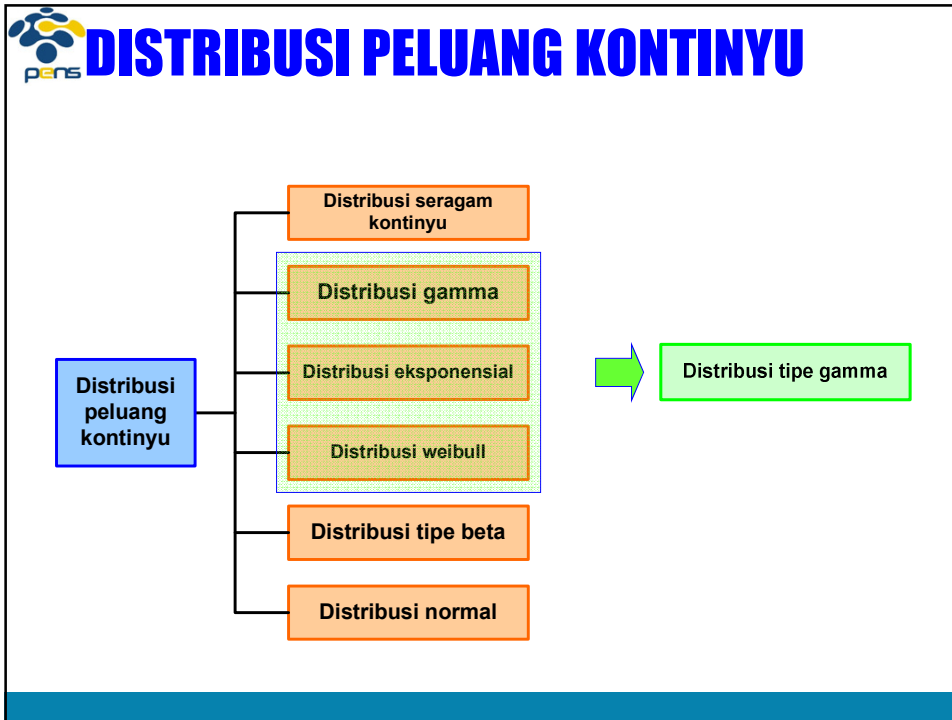 pens
DISTRIBUSI PELUANG KONTINYU
Distribusi seragam
kontinyu
Distribusi gamma
Distribusi eksponensial
Distribusi weibull
Distribusi tipe beta
Distribusi normal
Distribusi
peluang
kontinyu
Distribusi tipe gamma